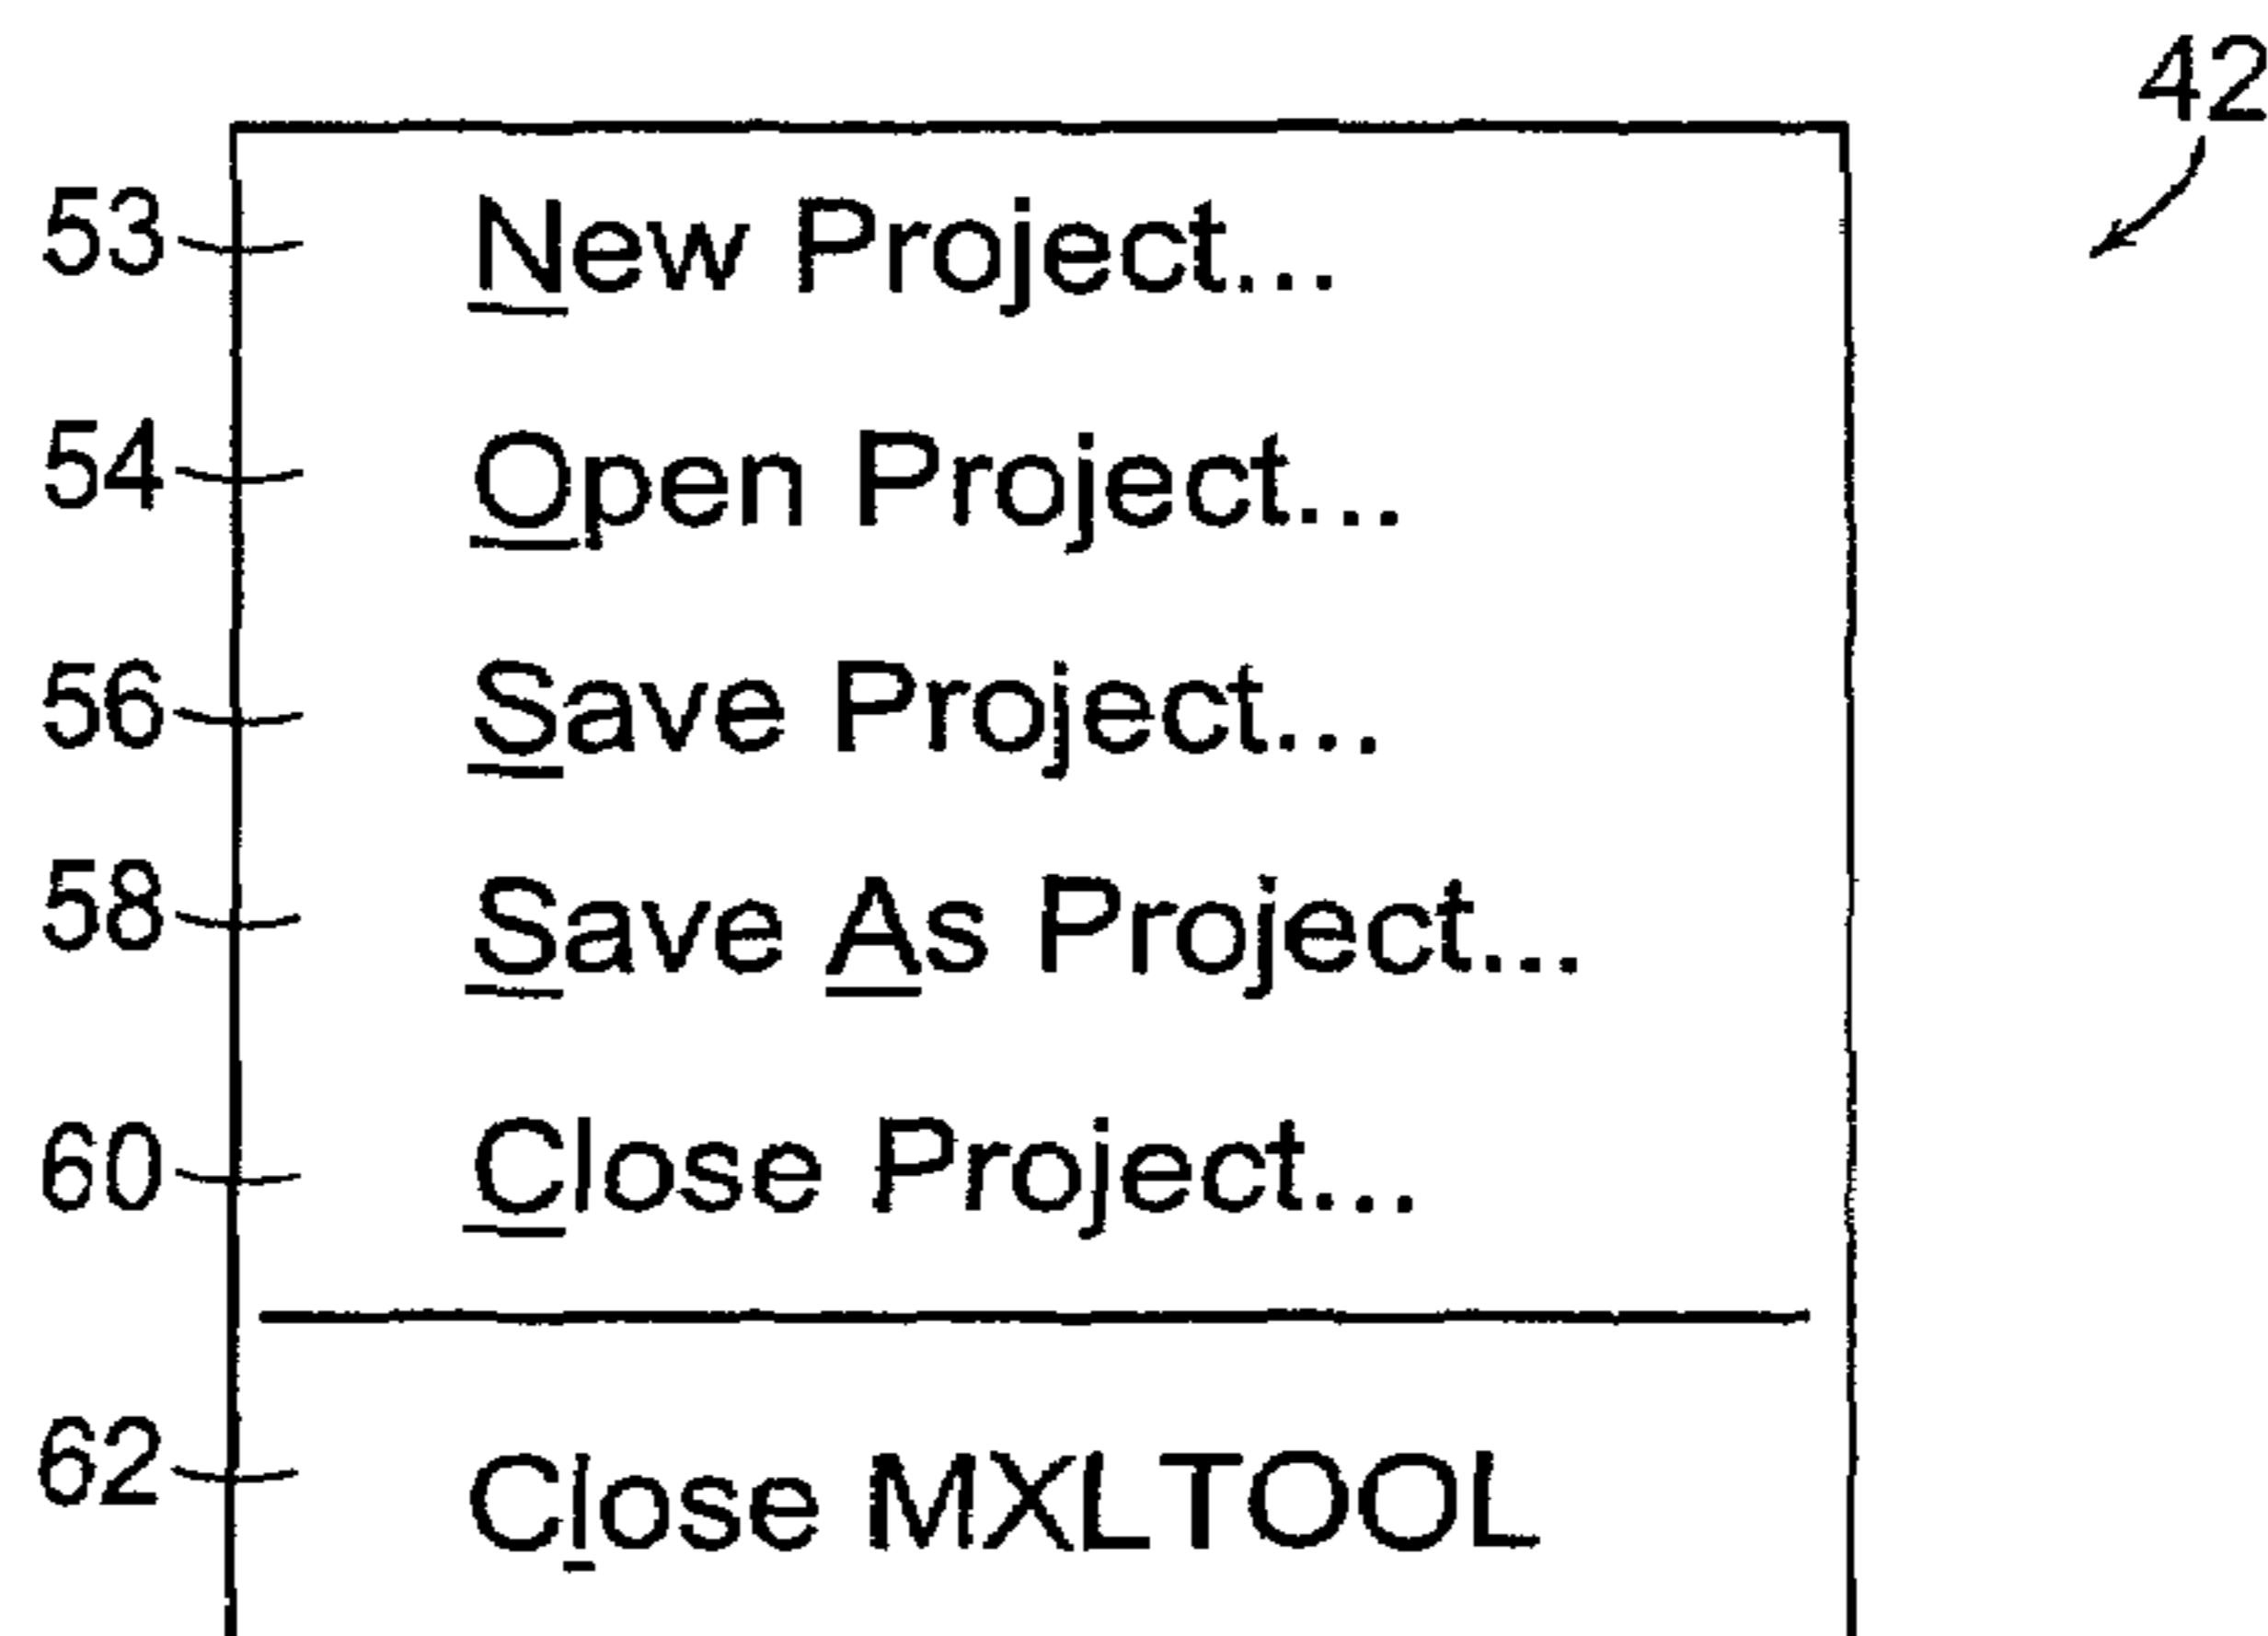 42
53 New Project...
54 Open Project...
56 Save Project...
58 Save As Project...
60 Close Project...
62 Close MXLTOOL